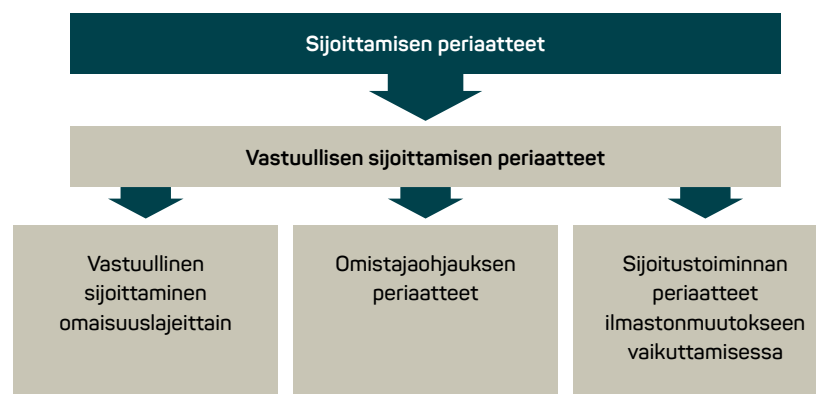 Sijoittamisen periaatteet
Vastuullisen sijoittamisen periaatteet
Vastuullinen
sijoittaminen
omaisuuslajeittain
Omistajaohjauksen
periaatteet
Sijoitustoiminnan
periaatteet
ilmastonmuutokseen
vaikuttamisessa